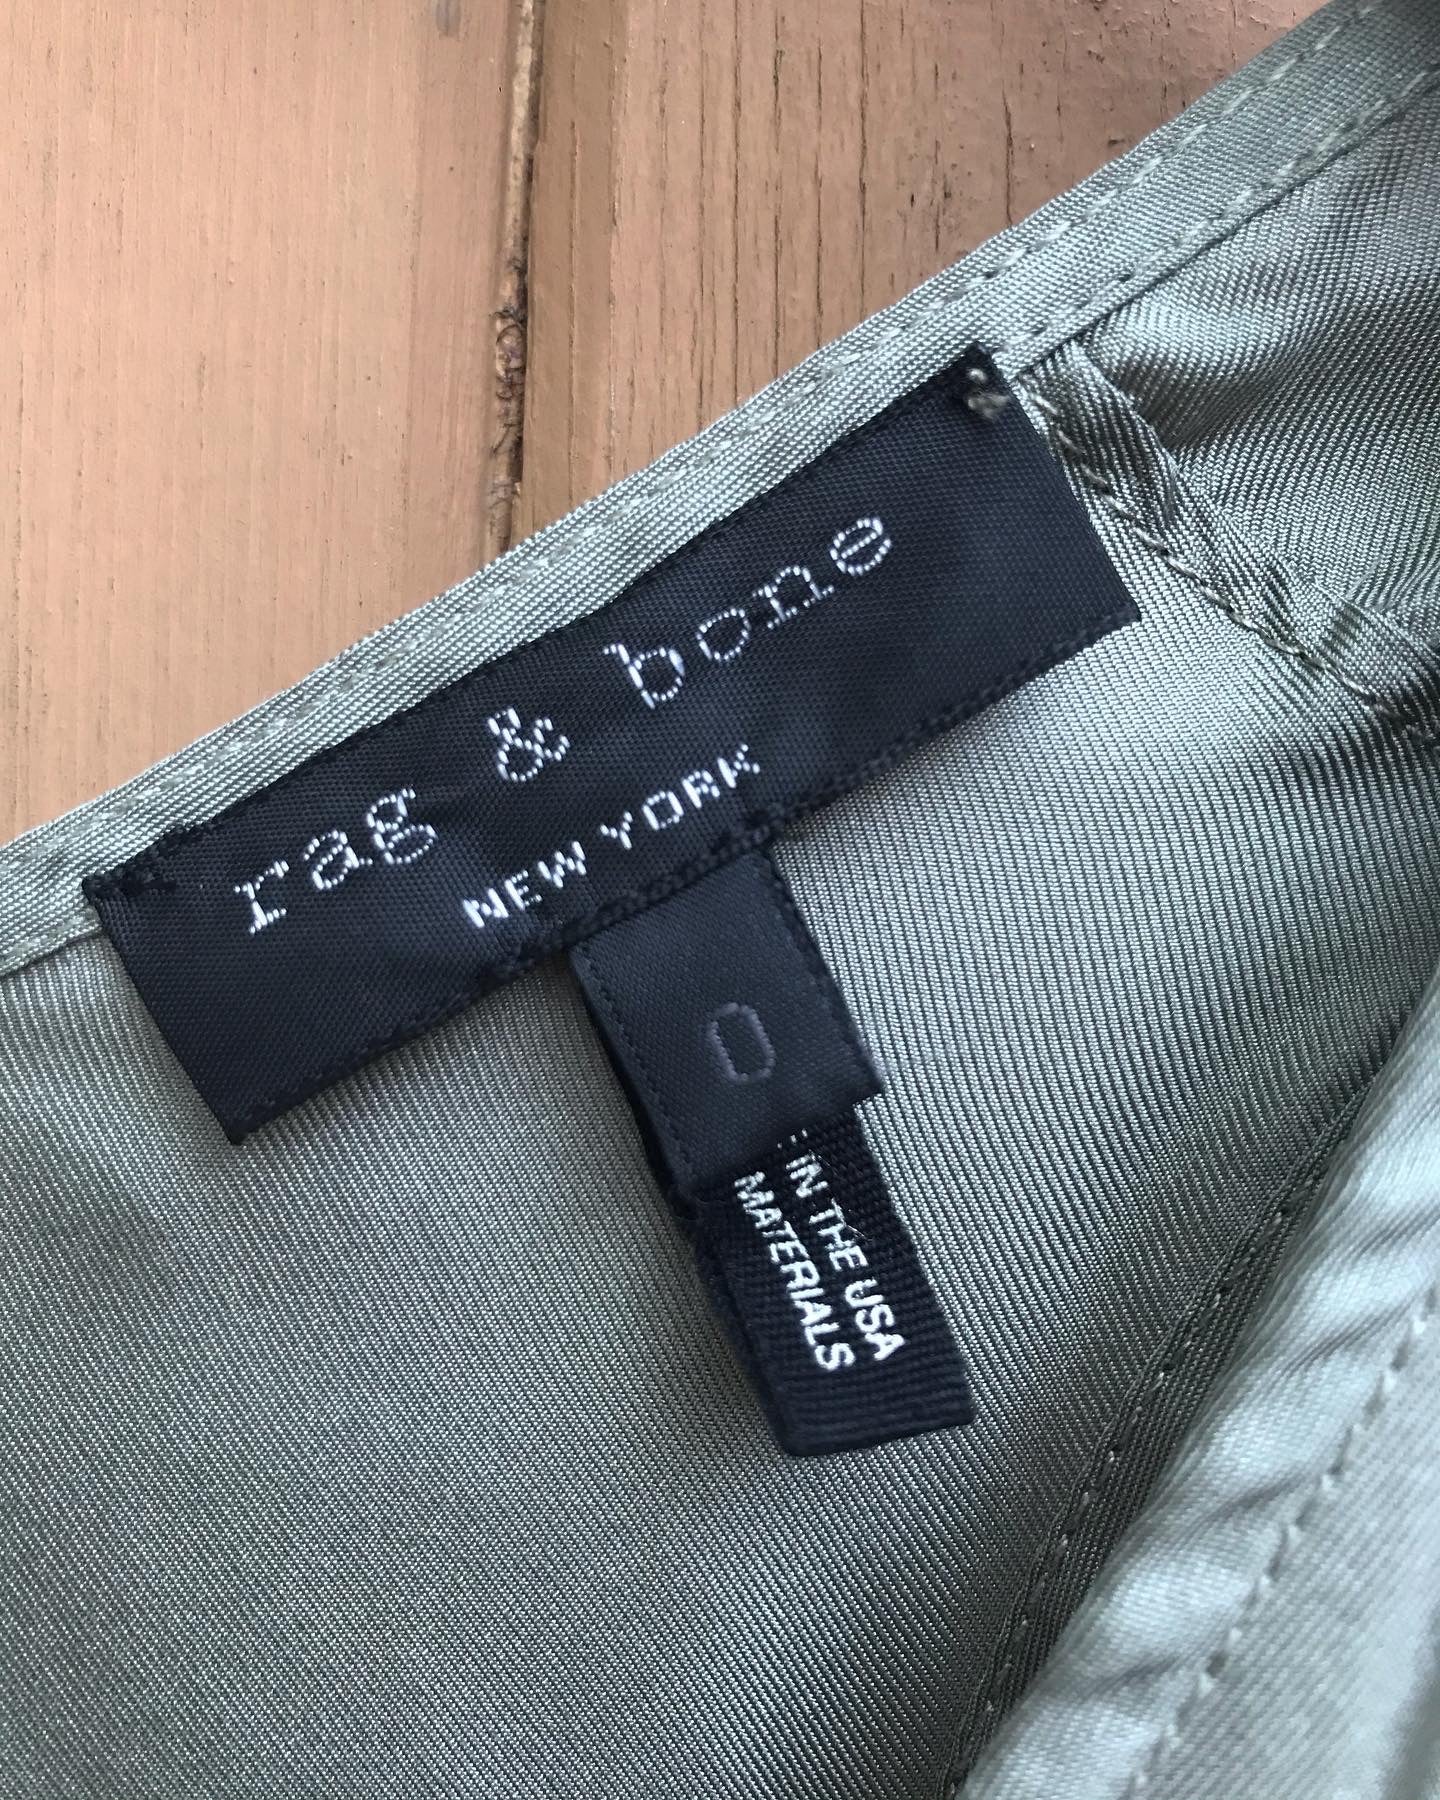 rag & bone
NEW YORK
0
IN THE USA
MATERIALS